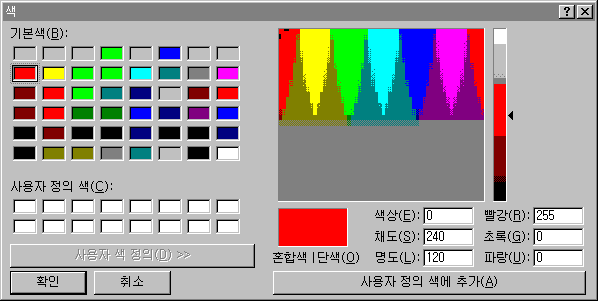 색
기본색(B):
사용자 정의 색(C):
사용자 색 정의(D) >>
확인
취소
혼합색 |단색(O)
색상(E): 0
빨강(R): 255
채도(S): 240
초록(G): 0
명도(L): 120
파랑(U): 0
사용자 정의 색에 추가(A)